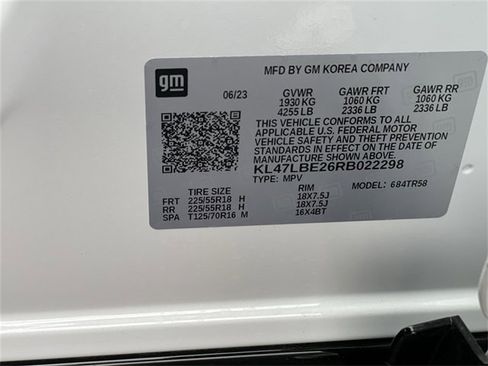 gm
MFD BY GM KOREA COMPANY
06/23 GVWR GAWR FRT GAWR RR
1930 KG 1060 KG 1060 KG
4255 LB 2336 LB 2336 LB
THIS VEHICLE CONFORMS TO ALL
APPLICABLE U.S. FEDERAL MOTOR
VEHICLE SAFETY AND THEFT PREVENTION
STANDARDS IN EFFECT ON THE DATE OF
MANUFACTURE SHOWN ABOVE.
KL47LBE26RB022298
TYPE: MPV MODEL: 684TR58
TIRE SIZE RIM
FRT 225/55R18 H 18X7.5J
RR 225/55R18 H 18X7.5J
SPA T125/70R16 M 16X4BT